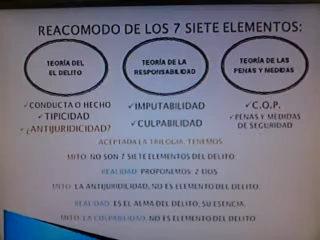 REACOMODO DE LOS 7 SIETE ELEMENTOS:
TEORÍA DEL
EL DELITO
TEORÍA DE LA
RESPONSABILIDAD
TEORÍA DE LAS
PENAS Y MEDIDAS
✓CONDUCTA O HECHO
✓TIPICIDAD
✓¿ANTIJURICIDAD?
✓IMPUTABILIDAD
✓CULPABILIDAD
✓C.O.P.
✓PENAS Y MEDIDAS
DE SEGURIDAD
ACEPTADA LA TRILOGIA, TENEMOS
MITO: NO SON 7 SIETE ELEMENTOS DEL DELITO
REALIDAD: PROPONEMOS: 2 DOS
MITO: LA ANTIJURIDICIDAD, NO ES ELEMENTO DEL DELITO.
REALIDAD: ES EL ALMA DEL DELITO, SU ESENCIA.
MITO: LA CULPABILIDAD: NO ES ELEMENTO DEL DELITO